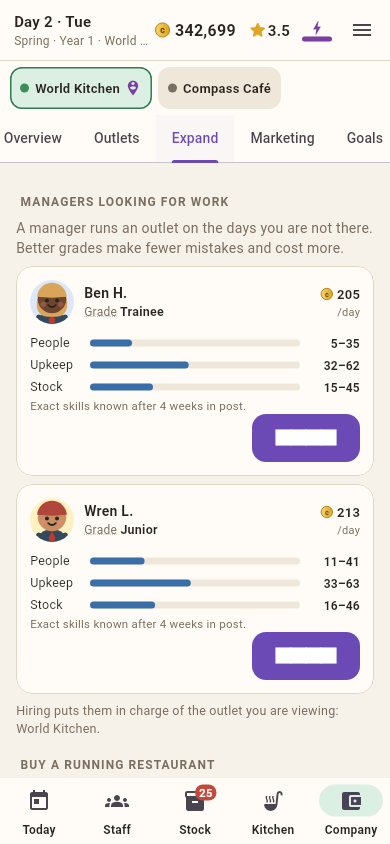 Day 2 · Tue
Spring · Year 1 · World …
342,699
3.5
World Kitchen
Compass Café
Overview
Outlets
Expand
Marketing
Goals
MANAGERS LOOKING FOR WORK
A manager runs an outlet on the days you are not there.
Better grades make fewer mistakes and cost more.
Ben H.
205
Grade Trainee
/day
People
5–35
Upkeep
32–62
Stock
15–45
Exact skills known after 4 weeks in post.
Wren L.
213
Grade Junior
/day
People
11–41
Upkeep
33–63
Stock
16–46
Exact skills known after 4 weeks in post.
Hiring puts them in charge of the outlet you are viewing:
World Kitchen.
BUY A RUNNING RESTAURANT
25
Today
Staff
Stock
Kitchen
Company